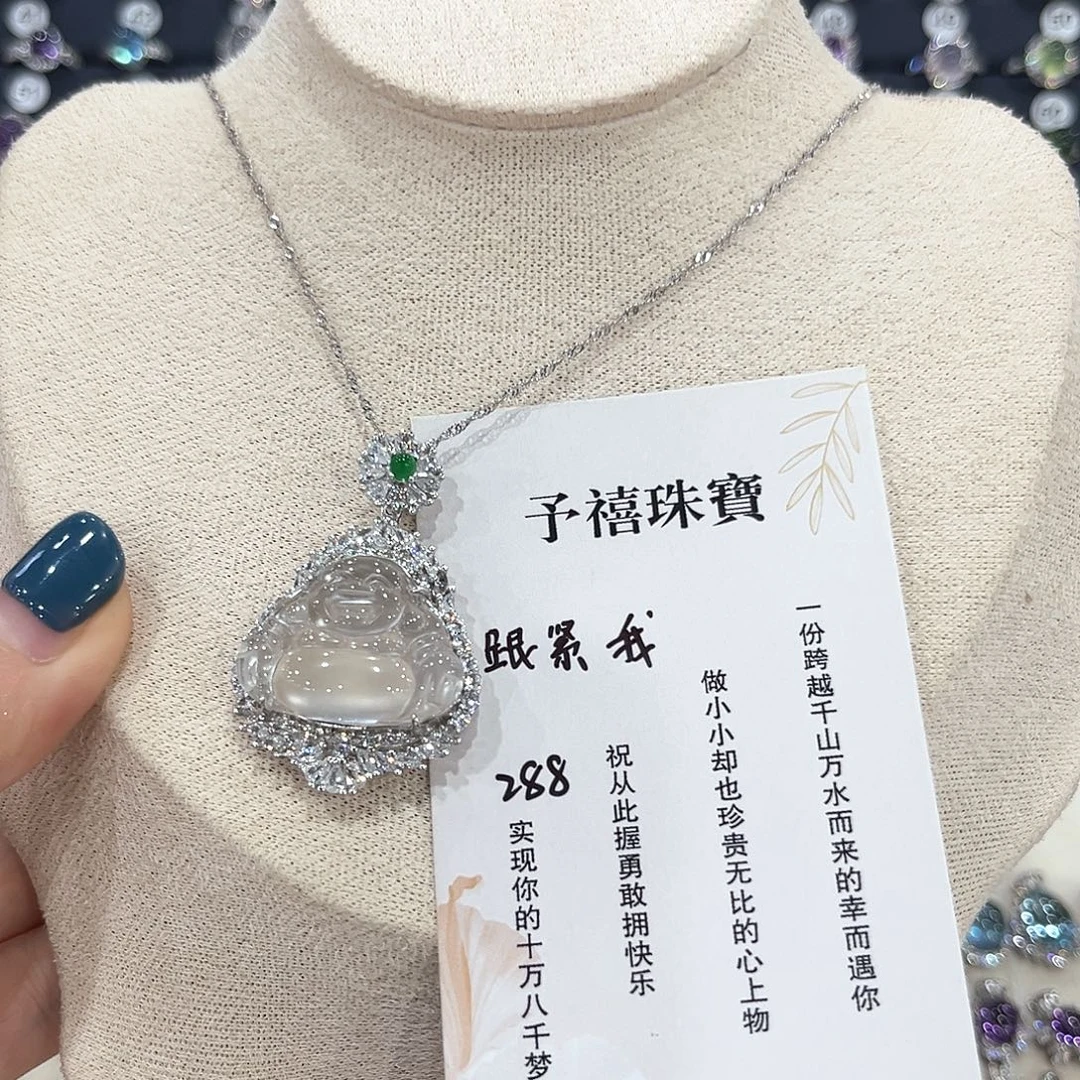 予禧珠寶
跟紧我
288
一份跨越千山万水而来的幸而遇你
做小小却也珍贵无比的心上物
祝从此握勇敢拥快乐
实现你的十万八千梦